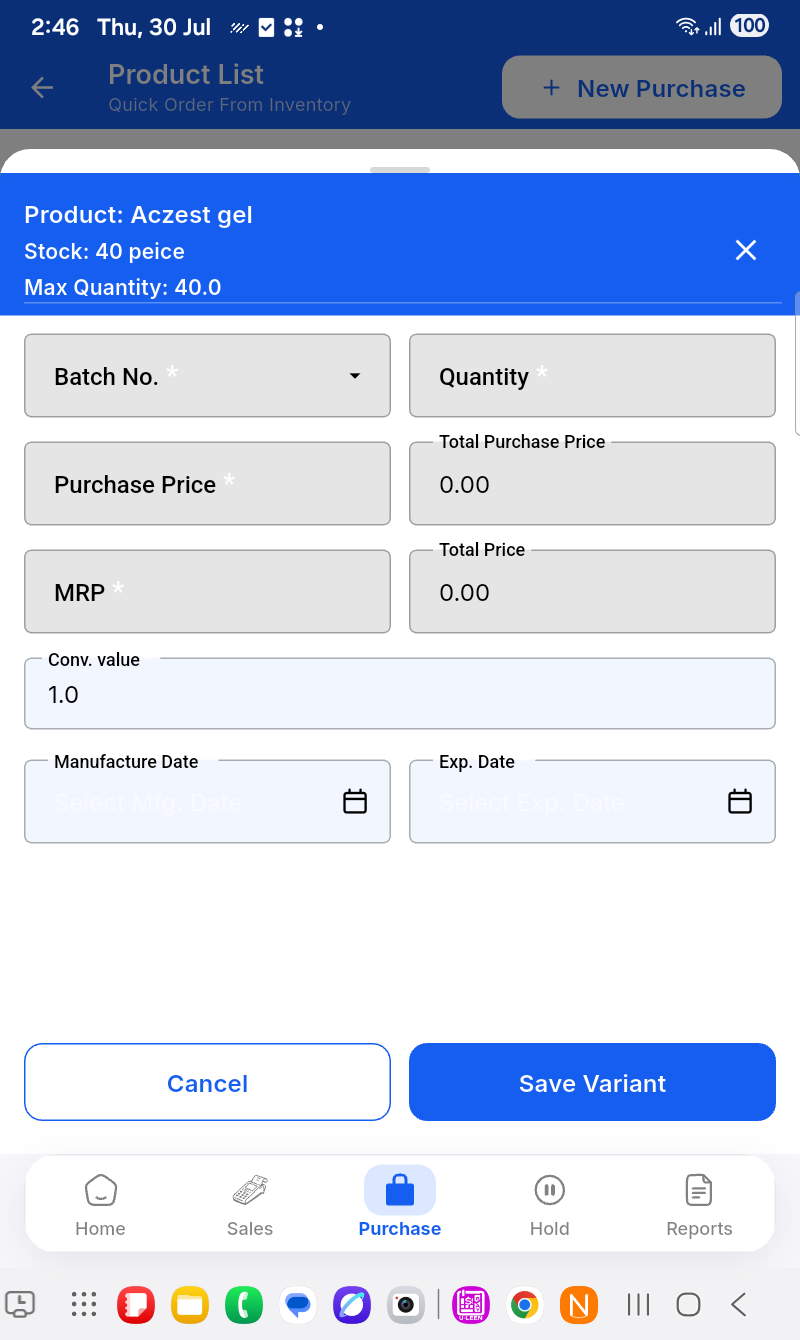 2:46 Thu, 30 Jul 100
Product List
Quick Order From Inventory
+ New Purchase
Product: Aczest gel
Stock: 40 peice
Max Quantity: 40.0
Batch No. *
Quantity *
Purchase Price *
Total Purchase Price
0.00
MRP *
Total Price
0.00
Conv. value
1.0
Manufacture Date
Select Mfg. Date
Exp. Date
Select Exp. Date
Cancel
Save Variant
Home
Sales
Purchase
Hold
Reports
U-LEEN
N